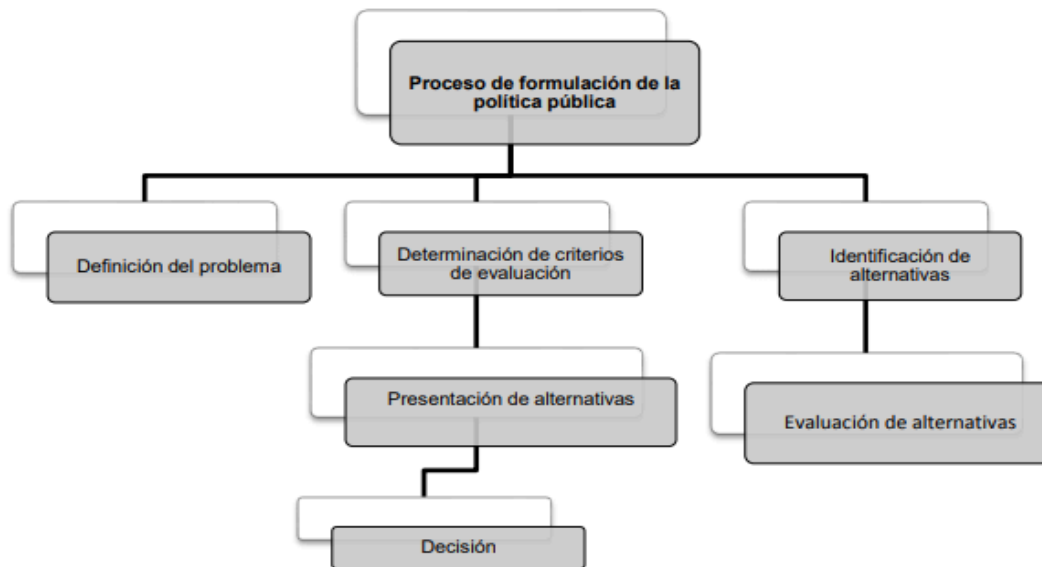 Proceso de formulación de la
política pública
Definición del problema
Determinación de criterios
de evaluación
Identificación de
alternativas
Presentación de alternativas
Evaluación de alternativas
Decisión